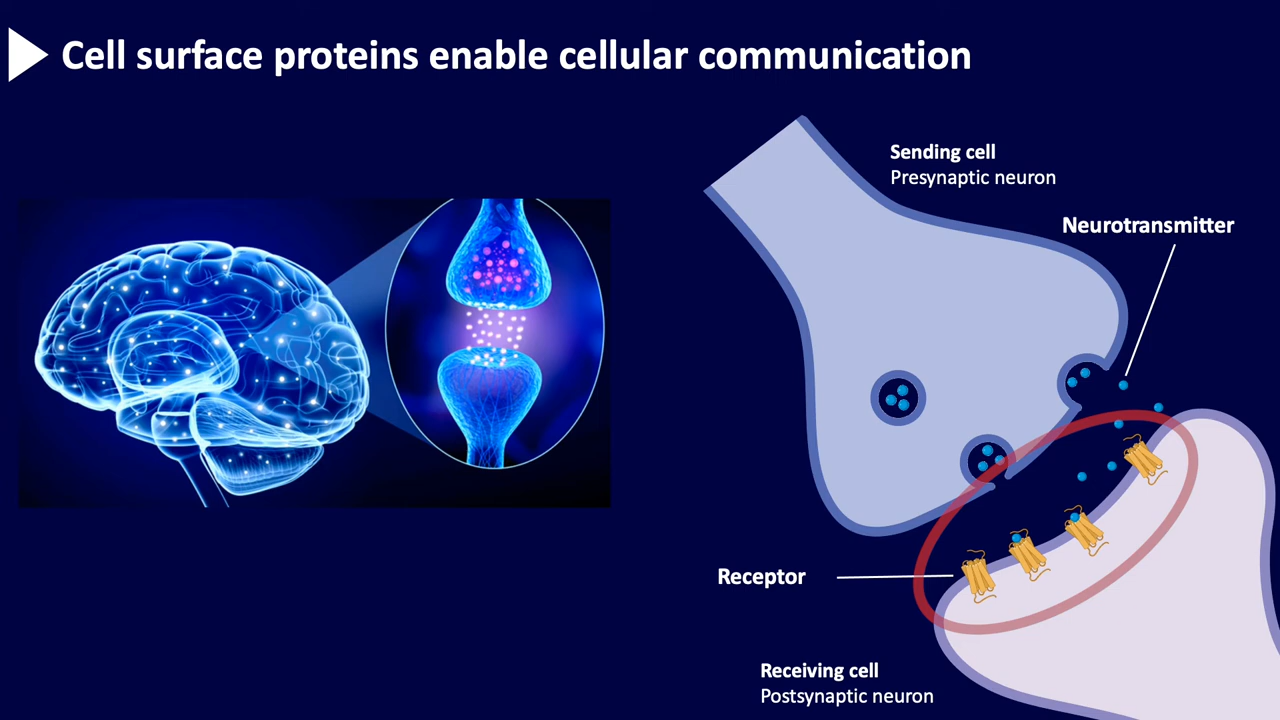 Cell surface proteins enable cellular communication
Sending cell
Presynaptic neuron
Neurotransmitter
Receptor
Receiving cell
Postsynaptic neuron